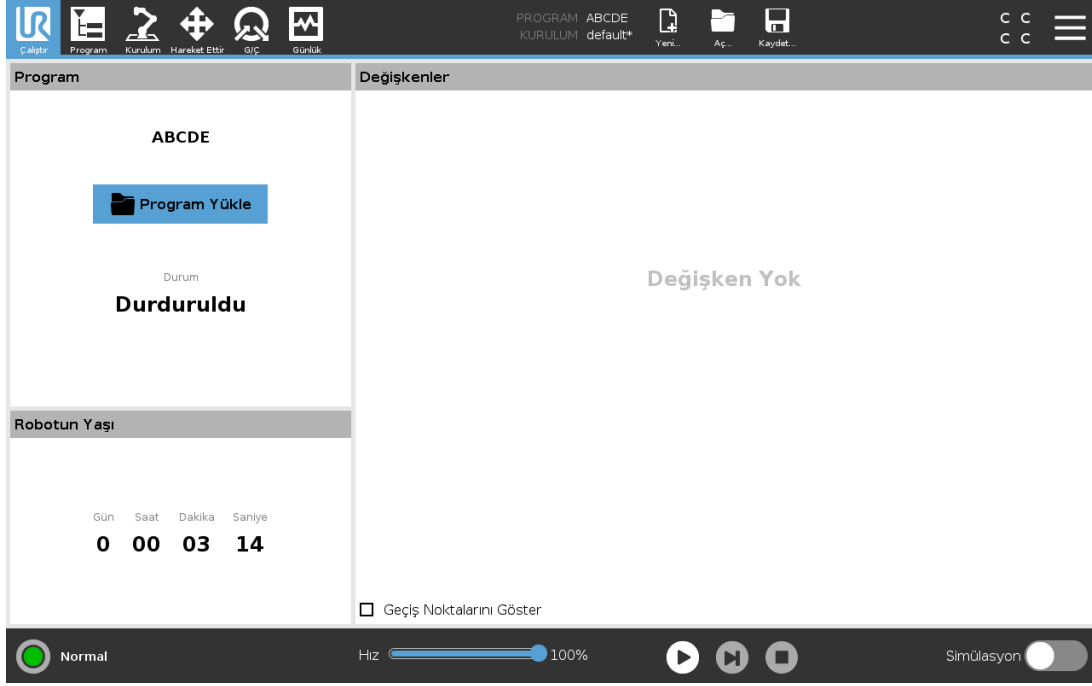 PROGRAM ABCDE
KURULUM default*
C C
C C
Çalıştır Program Kurulum Hareket Ettir G/Ç Günlük Yeni... Aç... Kaydet...
Program
ABCDE
Program Yükle
Durum
Durduruldu
Robotun Yaşı
Gün Saat Dakika Saniye
0 00 03 14
Değişkenler
Değişken Yok
Geçiş Noktalarını Göster
Normal Hız 100% Simülasyon